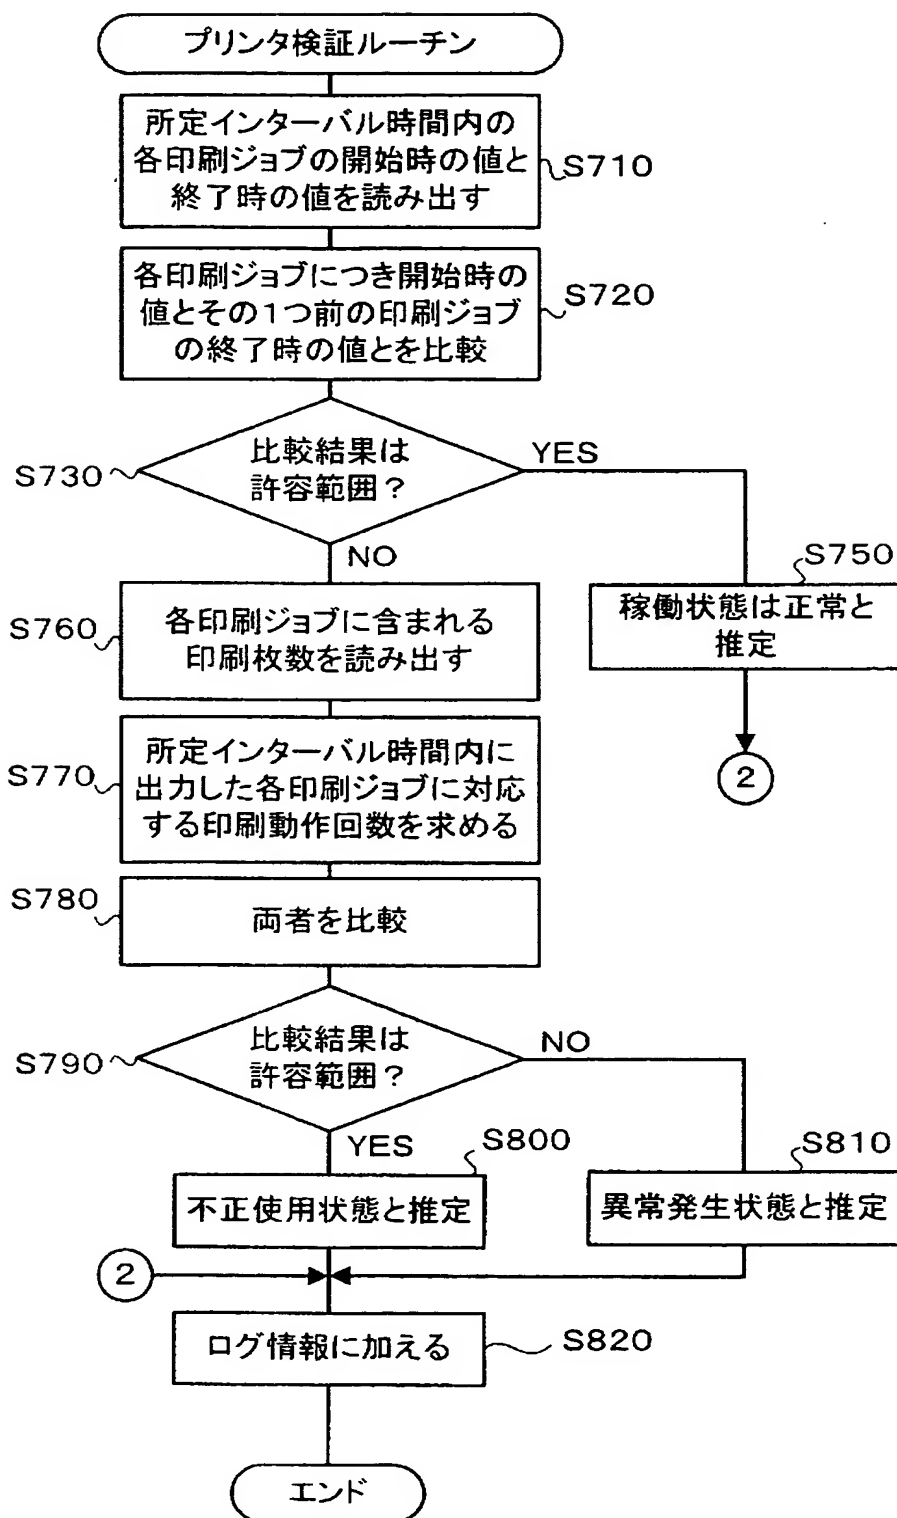 プリンタ検証ルーチン
所定インターバル時間内の
各印刷ジョブの開始時の値と
終了時の値を読み出す
S710
各印刷ジョブにつき開始時の
値とその1つ前の印刷ジョブ
の終了時の値とを比較
S720
S730
比較結果は
許容範囲?
YES
NO
S750
稼働状態は正常と
推定
2
S760
各印刷ジョブに含まれる
印刷枚数を読み出す
S770
所定インターバル時間内に
出力した各印刷ジョブに対応
する印刷動作回数を求める
S780
両者を比較
S790
比較結果は
許容範囲?
NO
YES
S800
不正使用状態と推定
S810
異常発生状態と推定
2
ログ情報に加える
S820
エンド